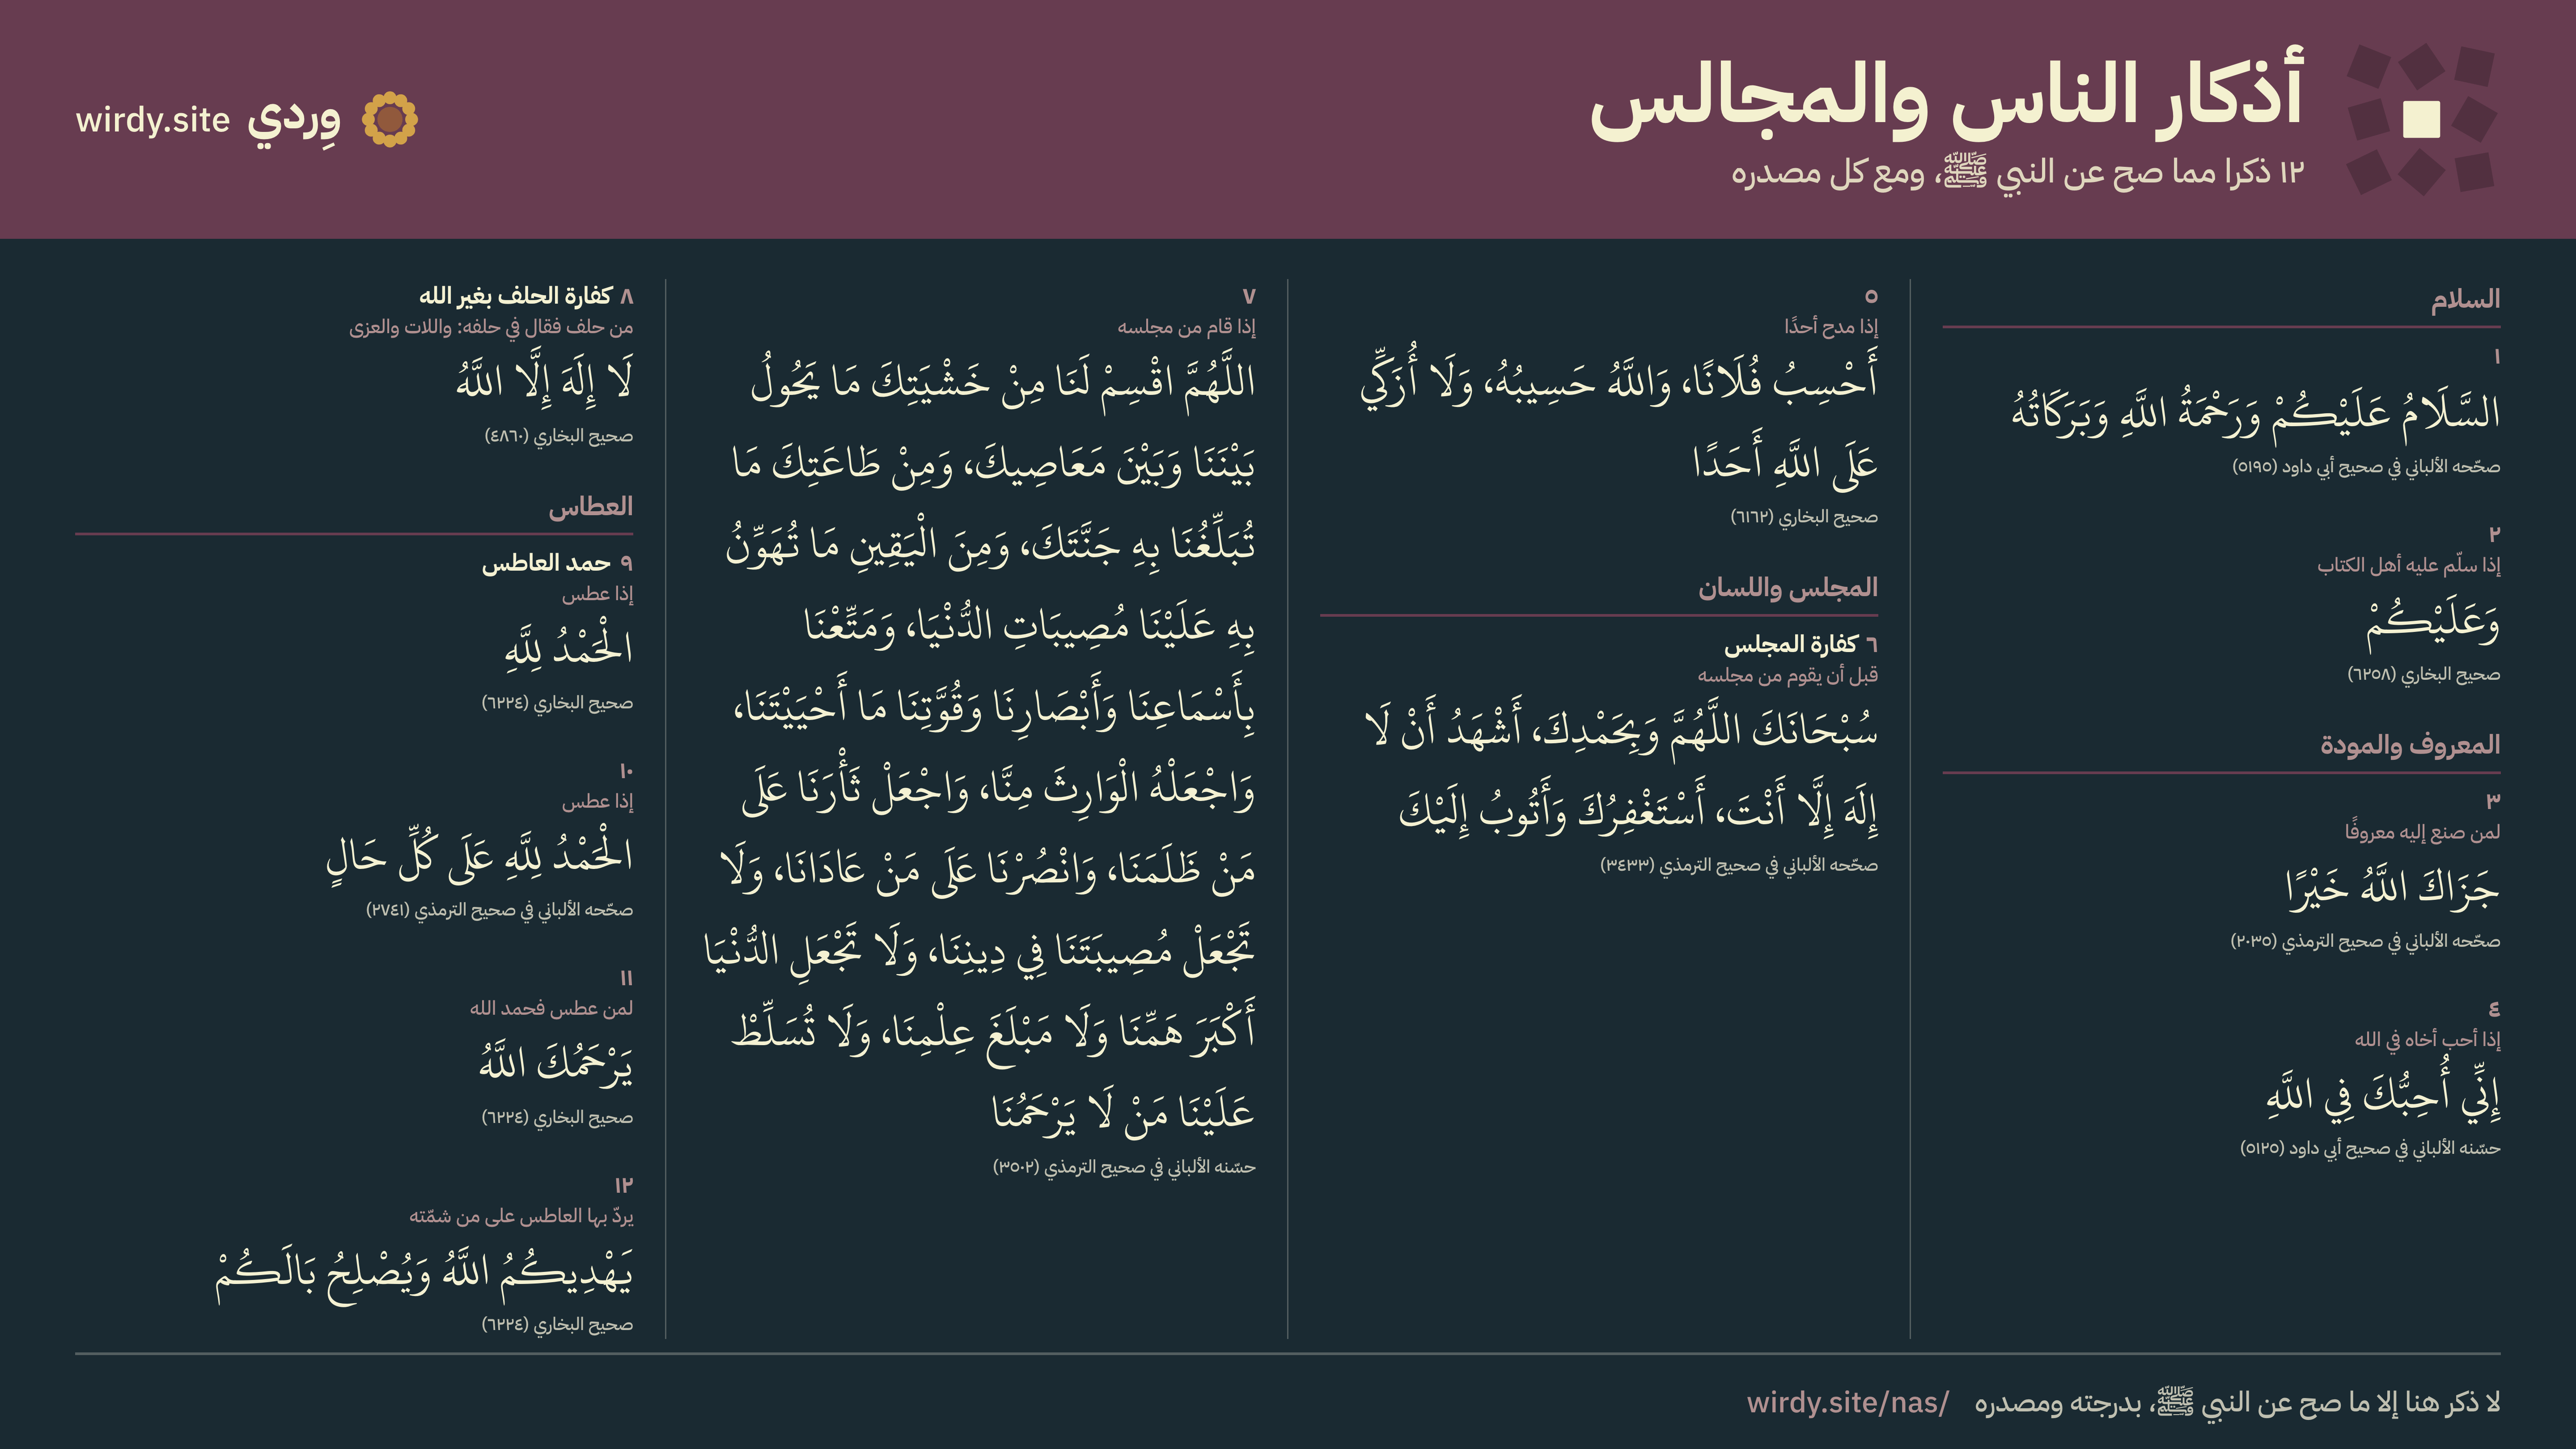 أذكار الناس والمجالس
١٢ ذكرا مما صح عن النبي ﷺ، ومع كل مصدره
وِردي wirdy.site
السلام
١
السَّلَامُ عَلَيْكُمْ وَرَحْمَةُ اللَّهِ وَبَرَكَاتُهُ
صحّحه الألباني في صحيح أبي داود (٥١٩٥)
٢
إذا سلّم عليه أهل الكتاب
وَعَلَيْكُمْ
صحيح البخاري (٦٢٥٨)
المعروف والمودة
٣
لمن صنع إليه معروفًا
جَزَاكَ اللَّهُ خَيْرًا
صحّحه الألباني في صحيح الترمذي (٢٠٣٥)
٤
إذا أحب أخاه في الله
إِنِّي أُحِبُّكَ فِي اللَّهِ
حسّنه الألباني في صحيح أبي داود (٥١٢٥)
٥
إذا مدح أحدًا
أَحْسِبُ فُلَانًا، وَاللَّهُ حَسِيبُهُ، وَلَا أُزَكِّي
عَلَى اللَّهِ أَحَدًا
صحيح البخاري (٦١٦٢)
المجلس واللسان
٦ كفارة المجلس
قبل أن يقوم من مجلسه
سُبْحَانَكَ اللَّهُمَّ وَبِحَمْدِكَ، أَشْهَدُ أَنْ لَا
إِلَهَ إِلَّا أَنْتَ، أَسْتَغْفِرُكَ وَأَتُوبُ إِلَيْكَ
صحّحه الألباني في صحيح الترمذي (٣٤٣٣)
٧
إذا قام من مجلسه
اللَّهُمَّ اقْسِمْ لَنَا مِنْ خَشْيَتِكَ مَا يَحُولُ
بَيْنَنَا وَبَيْنَ مَعَاصِيكَ، وَمِنْ طَاعَتِكَ مَا
تُبَلِّغُنَا بِهِ جَنَّتَكَ، وَمِنَ الْيَقِينِ مَا تُهَوِّنُ
بِهِ عَلَيْنَا مُصِيبَاتِ الدُّنْيَا، وَمَتِّعْنَا
بِأَسْمَاعِنَا وَأَبْصَارِنَا وَقُوَّتِنَا مَا أَحْيَيْتَنَا،
وَاجْعَلْهُ الْوَارِثَ مِنَّا، وَاجْعَلْ ثَأْرَنَا عَلَى
مَنْ ظَلَمَنَا، وَانْصُرْنَا عَلَى مَنْ عَادَانَا، وَلَا
تَجْعَلْ مُصِيبَتَنَا فِي دِينِنَا، وَلَا تَجْعَلِ الدُّنْيَا
أَكْبَرَ هَمِّنَا وَلَا مَبْلَغَ عِلْمِنَا، وَلَا تُسَلِّطْ
عَلَيْنَا مَنْ لَا يَرْحَمُنَا
حسّنه الألباني في صحيح الترمذي (٣٥٠٢)
٨ كفارة الحلف بغير الله
من حلف فقال في حلفه: واللات والعزى
لَا إِلَهَ إِلَّا اللَّهُ
صحيح البخاري (٤٨٦٠)
العطاس
٩ حمد العاطس
إذا عطس
الْحَمْدُ لِلَّهِ
صحيح البخاري (٦٢٢٤)
١٠
إذا عطس
الْحَمْدُ لِلَّهِ عَلَى كُلِّ حَالٍ
صحّحه الألباني في صحيح الترمذي (٢٧٤١)
١١
لمن عطس فحمد الله
يَرْحَمُكَ اللَّهُ
صحيح البخاري (٦٢٢٤)
١٢
يردّ بها العاطس على من شمّته
يَهْدِيكُمُ اللَّهُ وَيُصْلِحُ بَالَكُمْ
صحيح البخاري (٦٢٢٤)
لا ذكر هنا إلا ما صح عن النبي ﷺ، بدرجته ومصدره wirdy.site/nas/